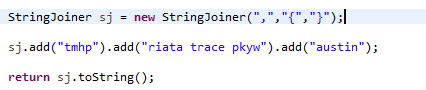 StringJoiner sj = new StringJoiner(",","{","}");
sj.add("tmhp").add("riata trace pkyw").add("austin");
return sj.toString();